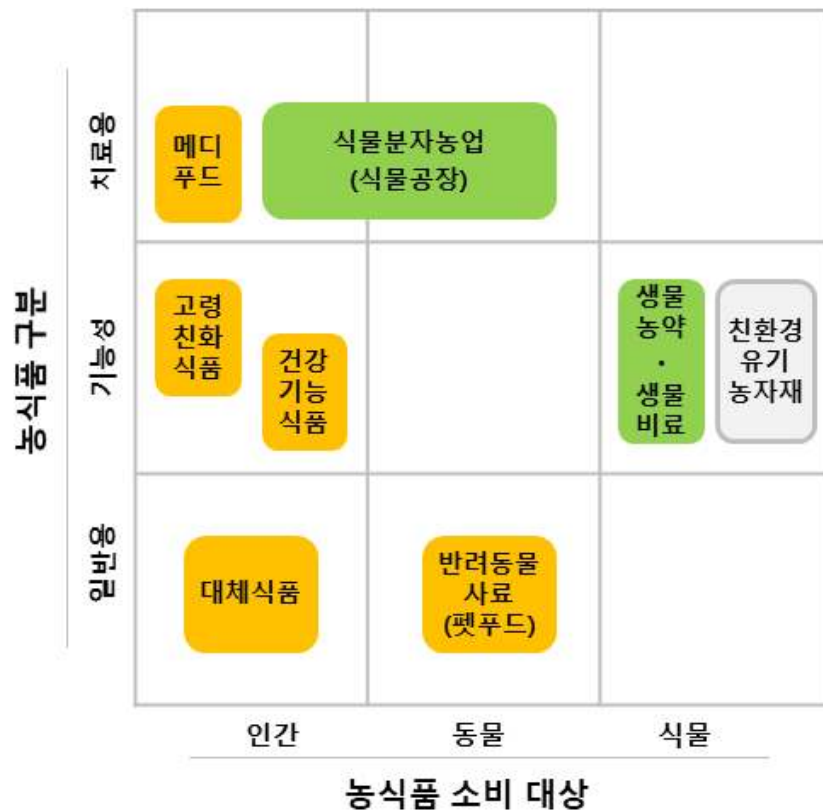 농식품 구분
치료용
메디
푸드
식물분자농업
(식물공장)
기능성
고령
친화
식품
건강
기능
식품
생물
농약
·
생물
비료
친환경
유기
농자재
일반용
대체식품
반려동물
사료
(펫푸드)
인간
동물
식물
농식품 소비 대상